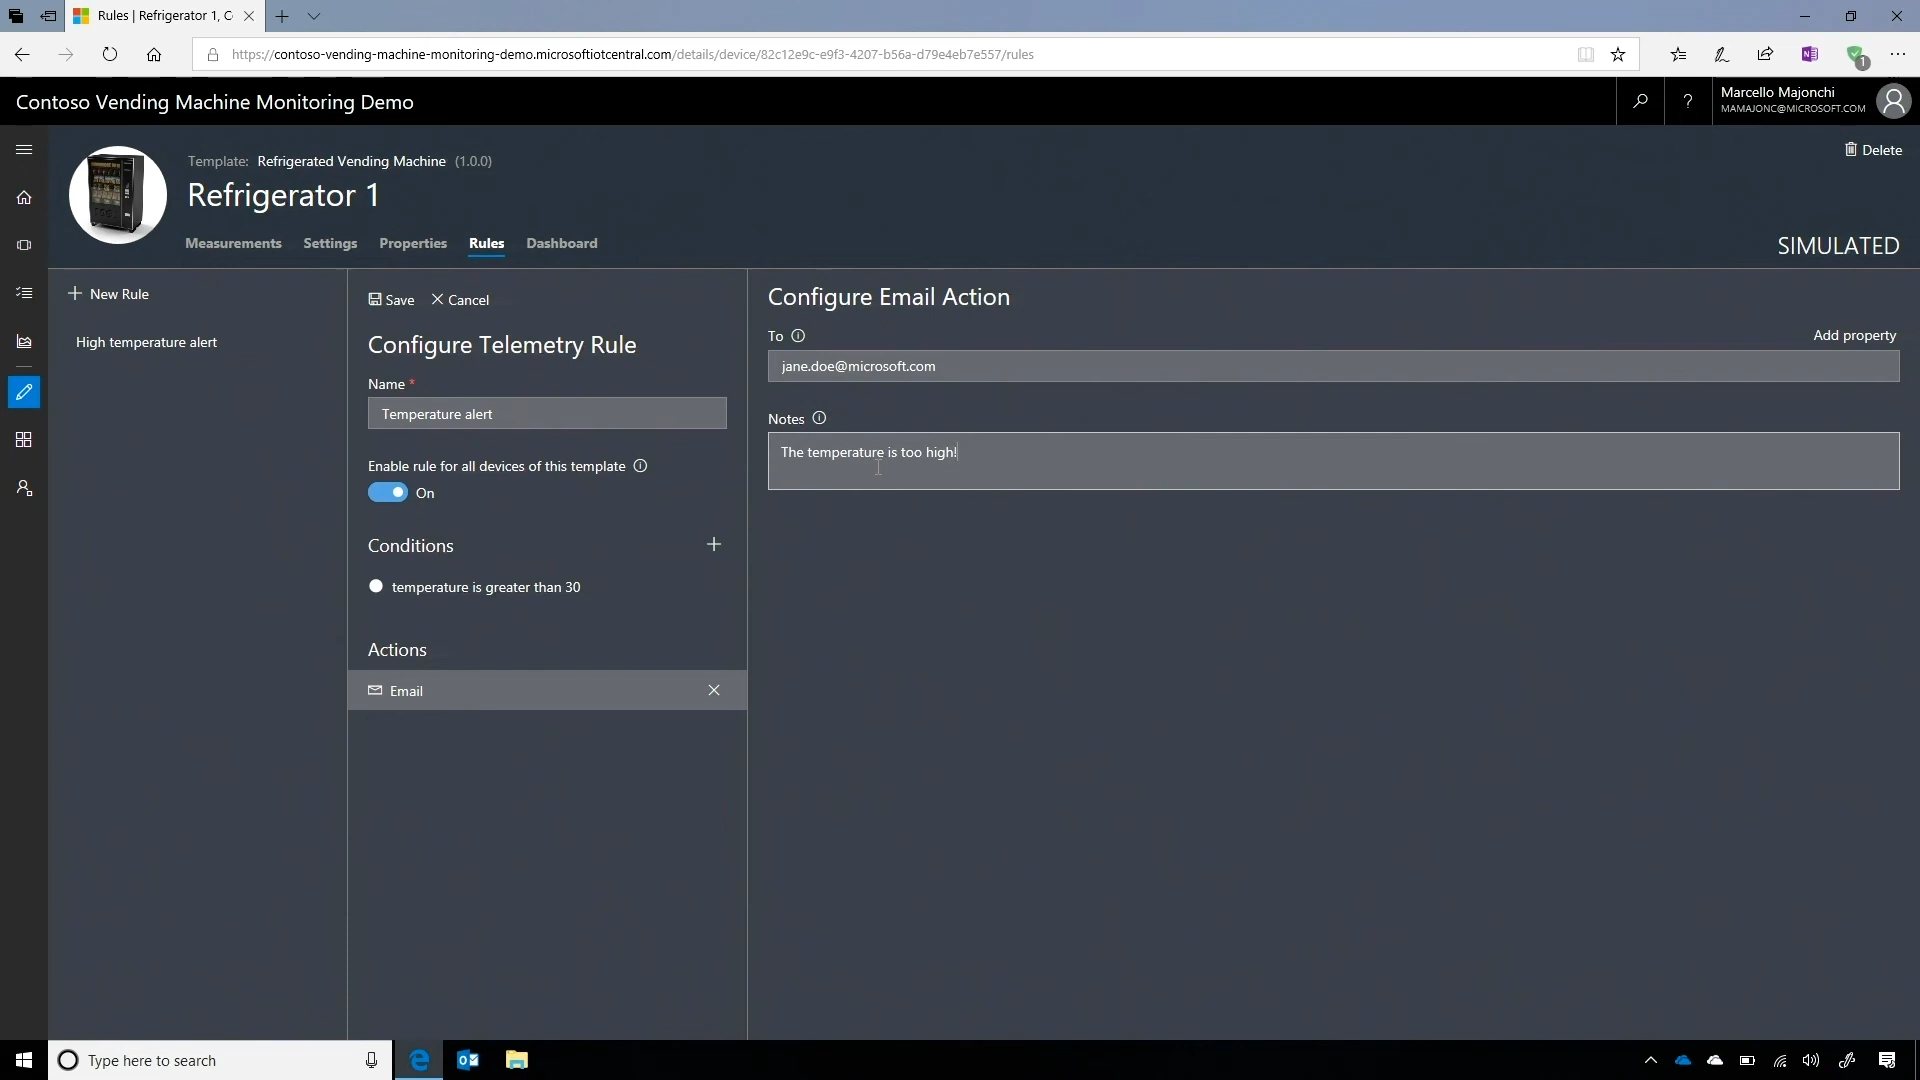 Rules | Refrigerator 1, C
https://contoso-vending-machine-monitoring-demo.microsoftiotcentral.com/details/device/82c12e9c-e9f3-4207-b56a-d79e4eb7e557/rules
1
Contoso Vending Machine Monitoring Demo
?
Marcello Majonchi
MAMAJONC@MICROSOFT.COM
Template: Refrigerated Vending Machine (1.0.0)
Delete
Refrigerator 1
Measurements Settings Properties Rules Dashboard
SIMULATED
New Rule
High temperature alert
Save Cancel
Configure Telemetry Rule
Name *
Temperature alert
Enable rule for all devices of this template
On
Conditions
temperature is greater than 30
Actions
Email
Configure Email Action
To
Add property
jane.doe@microsoft.com
Notes
The temperature is too high!
Type here to search